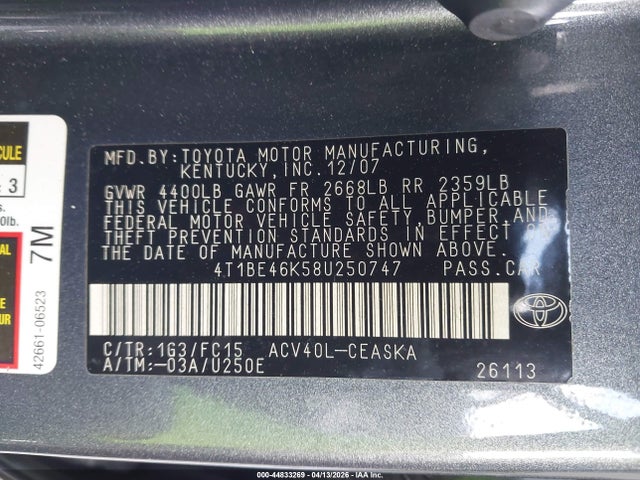 MFD.BY:TOYOTA MOTOR MANUFACTURING,
KENTUCKY,INC.12/07
GVWR 4400LB GAWR FR 2668LB RR 2359LB
THIS VEHICLE CONFORMS TO ALL APPLICABLE
FEDERAL MOTOR VEHICLE SAFETY, BUMPER,AND
THEFT PREVENTION STANDARDS IN EFFECT ON
THE DATE OF MANUFACTURE SHOWN ABOVE.
4T1BE46K58U250747 PASS.CAR
C/TR:1G3/FC15 ACV40L-CEASKA
A/TM:-03A/U250E 26113
3
7M
42661-06523
000-44833269 - 04/13/2026 - IAAI.COM